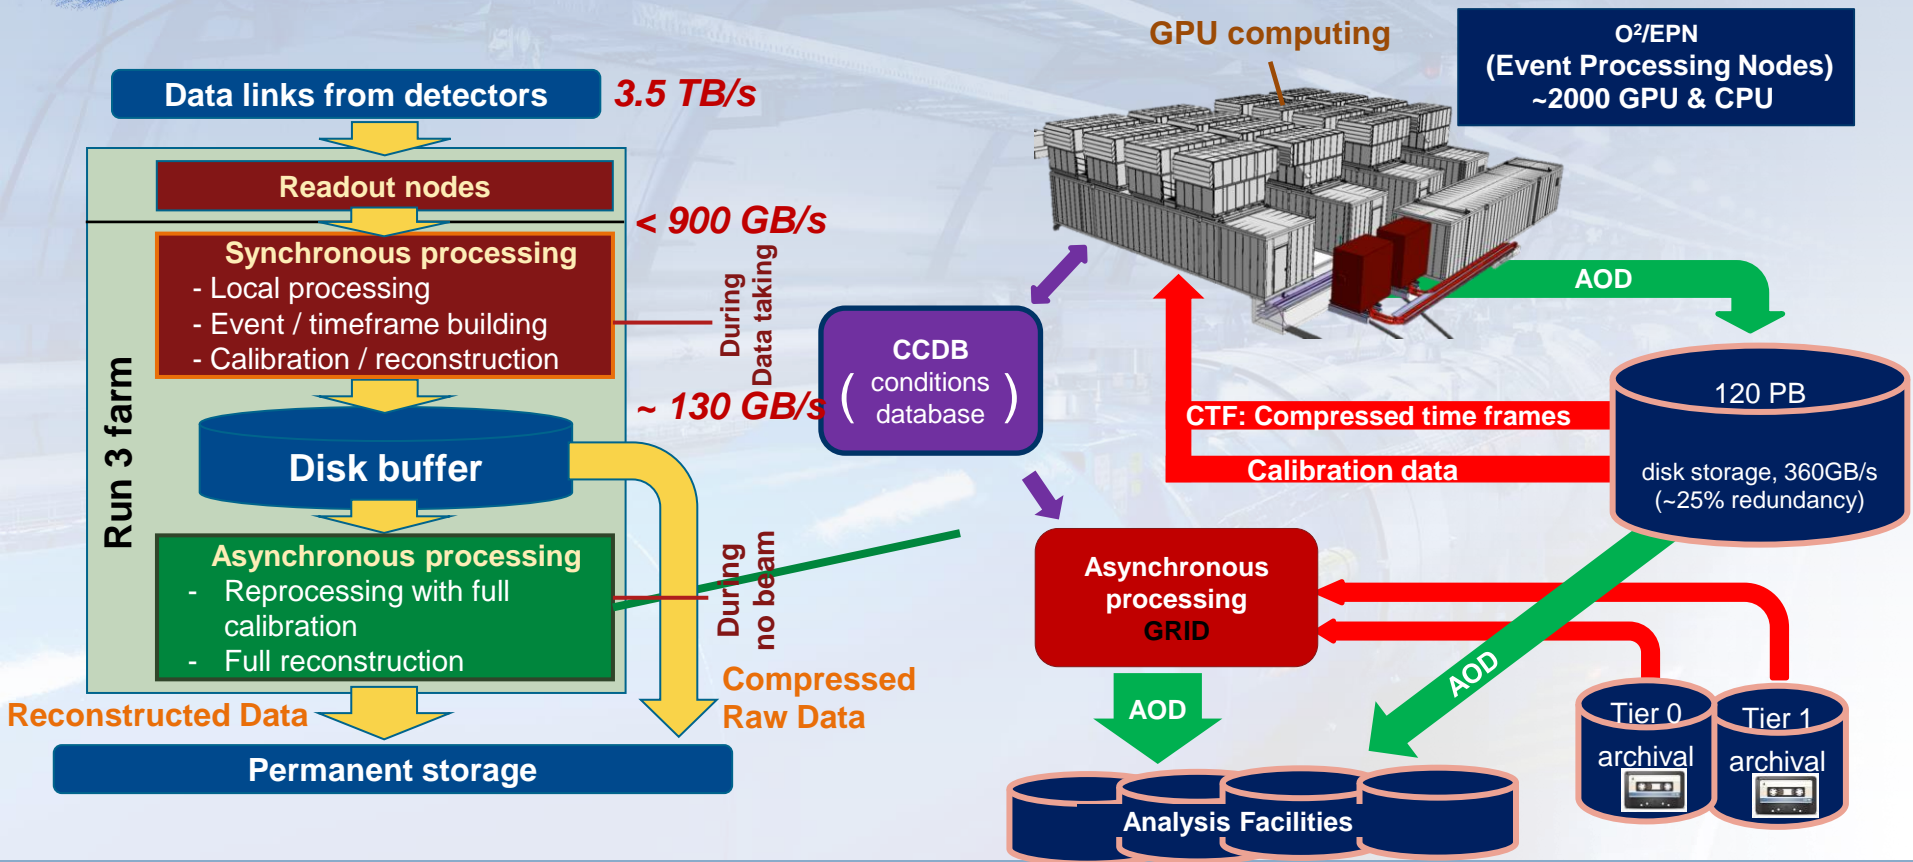 Data links from detectors
3.5 TB/s
Readout nodes
< 900 GB/s
Synchronous processing
- Local processing
- Event / timeframe building
- Calibration / reconstruction
During
Data taking
~ 130 GB/s
Run 3 farm
Disk buffer
Asynchronous processing
- Reprocessing with full
calibration
- Full reconstruction
During
no beam
Reconstructed Data
Compressed
Raw Data
Permanent storage
GPU computing
O²/EPN
(Event Processing Nodes)
~2000 GPU & CPU
AOD
CCDB
( conditions
database )
120 PB
disk storage, 360GB/s
(~25% redundancy)
CTF: Compressed time frames
Calibration data
Asynchronous
processing
GRID
AOD
AOD
Tier 0
archival
Tier 1
archival
Analysis Facilities